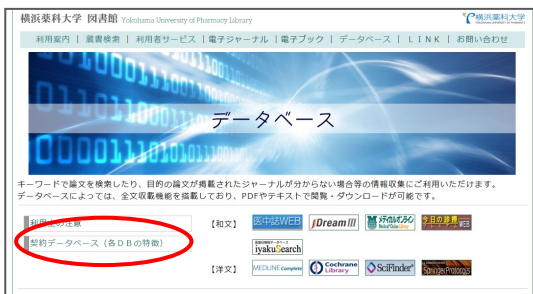 横浜薬科大学 図書館 Yokohama University of Pharmacy Library
横浜薬科大学
利用案内 | 蔵書検索 | 利用者サービス | 電子ジャーナル | 電子ブック | データベース | LINK | お問い合わせ
データベース
キーワードで論文を検索したり、目的の論文が掲載されたジャーナルが分からない場合等の情報収集にご利用いただけます。
データベースによっては、全文収載機能を搭載しており、PDFやテキストで閲覧・ダウンロードが可能です。
利用上の注意
【和文】 医中誌WEB JDreamIII メディカルオンライン Medical*Online Library 今日の診療 WEB
契約データベース（各DBの特徴）
iyakuSearch
【洋文】 MEDLINE Complete Cochrane Library SciFinder® SpringerProtocols